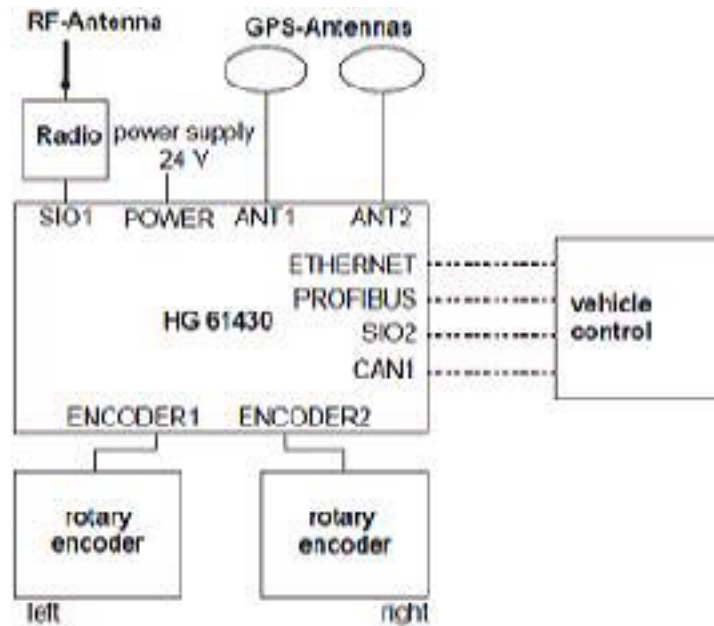 RF-Antenna
GPS-Antennas
Radio
power supply
24 V
SIO1
POWER
ANT1
ANT2
ETHERNET
PROFIBUS
HG 61430
SIO2
CAN1
vehicle
control
ENCODER1
ENCODER2
rotary
encoder
rotary
encoder
left
right